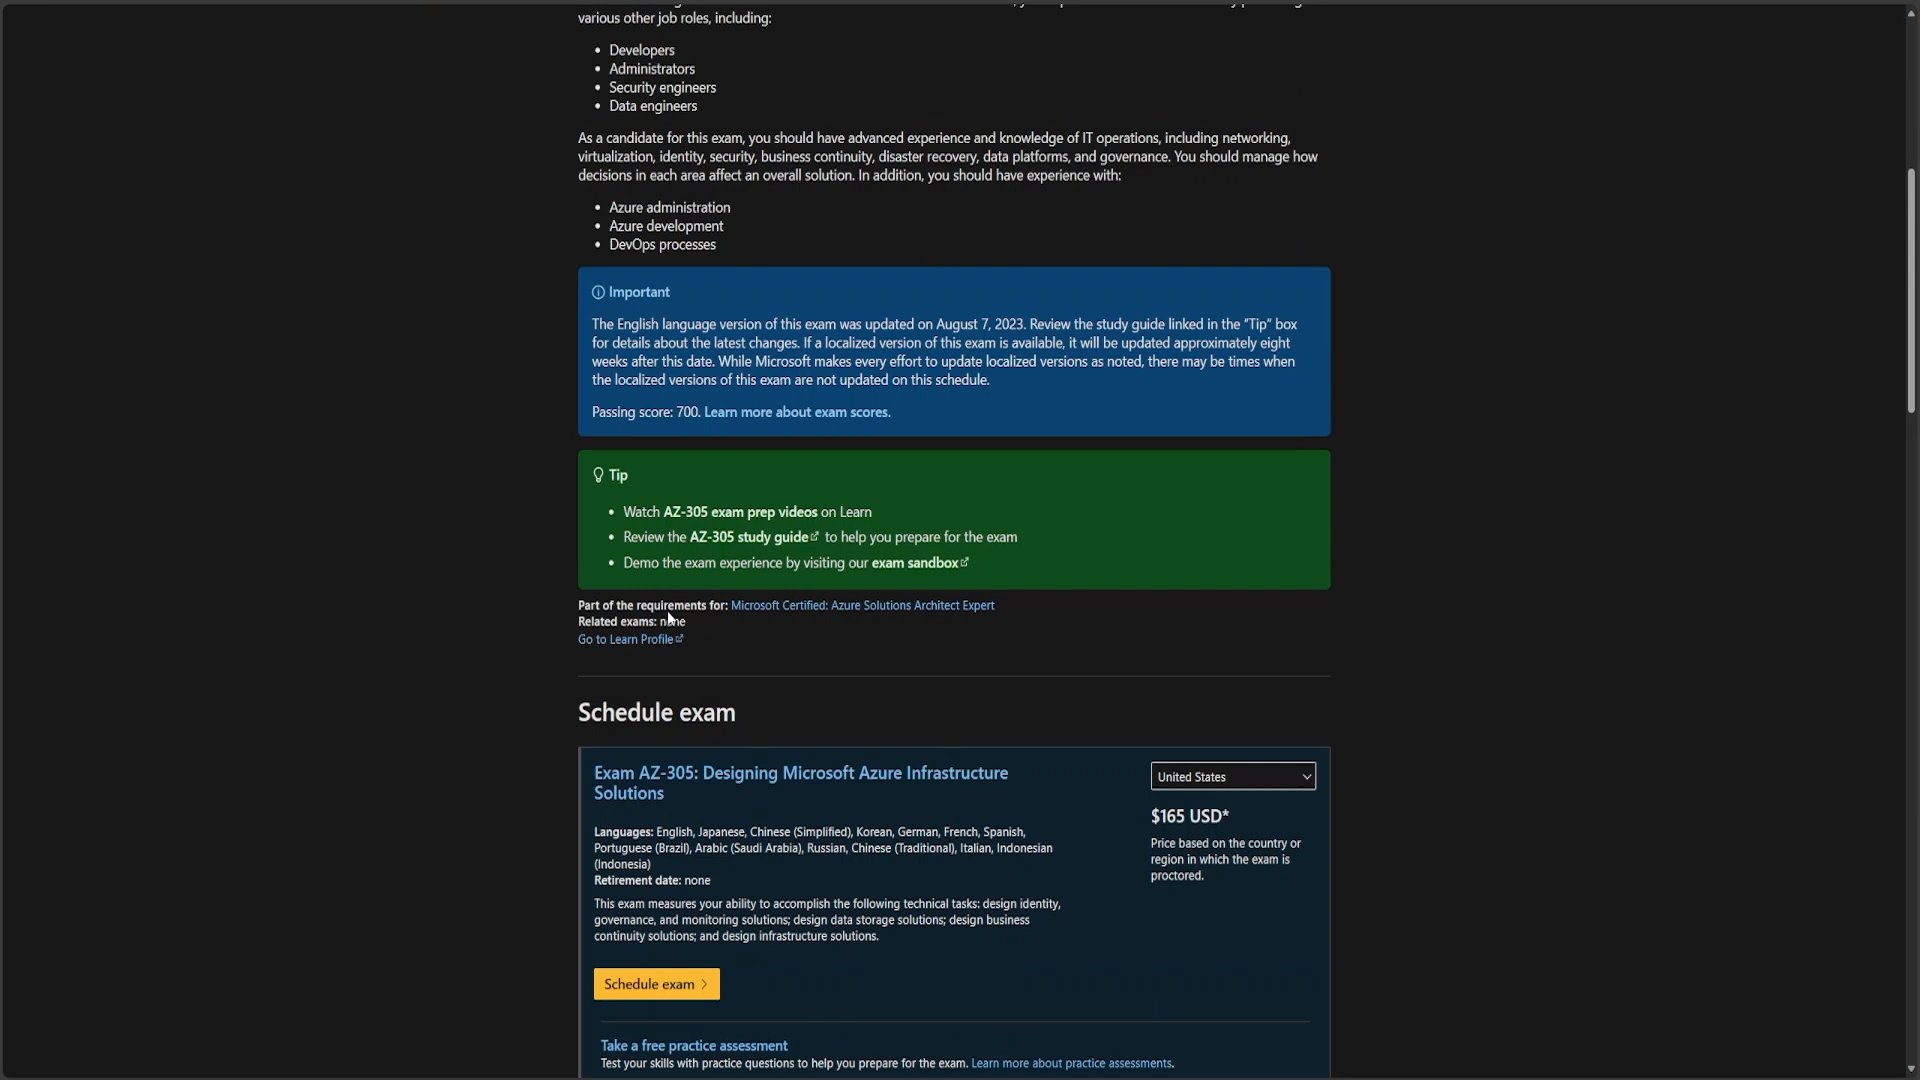 various other job roles, including:
Developers
Administrators
Security engineers
Data engineers
As a candidate for this exam, you should have advanced experience and knowledge of IT operations, including networking,
virtualization, identity, security, business continuity, disaster recovery, data platforms, and governance. You should manage how
decisions in each area affect an overall solution. In addition, you should have experience with:
Azure administration
Azure development
DevOps processes
Important
The English language version of this exam was updated on August 7, 2023. Review the study guide linked in the “Tip” box
for details about the latest changes. If a localized version of this exam is available, it will be updated approximately eight
weeks after this date. While Microsoft makes every effort to update localized versions as noted, there may be times when
the localized versions of this exam are not updated on this schedule.
Passing score: 700. Learn more about exam scores.
Tip
Watch AZ-305 exam prep videos on Learn
Review the AZ-305 study guide to help you prepare for the exam
Demo the exam experience by visiting our exam sandbox
Part of the requirements for: Microsoft Certified: Azure Solutions Architect Expert
Related exams: none
Go to Learn Profile
Schedule exam
Exam AZ-305: Designing Microsoft Azure Infrastructure
Solutions
Languages: English, Japanese, Chinese (Simplified), Korean, German, French, Spanish,
Portuguese (Brazil), Arabic (Saudi Arabia), Russian, Chinese (Traditional), Italian, Indonesian
(Indonesia)
Retirement date: none
This exam measures your ability to accomplish the following technical tasks: design identity,
governance, and monitoring solutions; design data storage solutions; design business
continuity solutions; and design infrastructure solutions.
United States
$165 USD*
Price based on the country or
region in which the exam is
proctored.
Schedule exam
Take a free practice assessment
Test your skills with practice questions to help you prepare for the exam. Learn more about practice assessments.